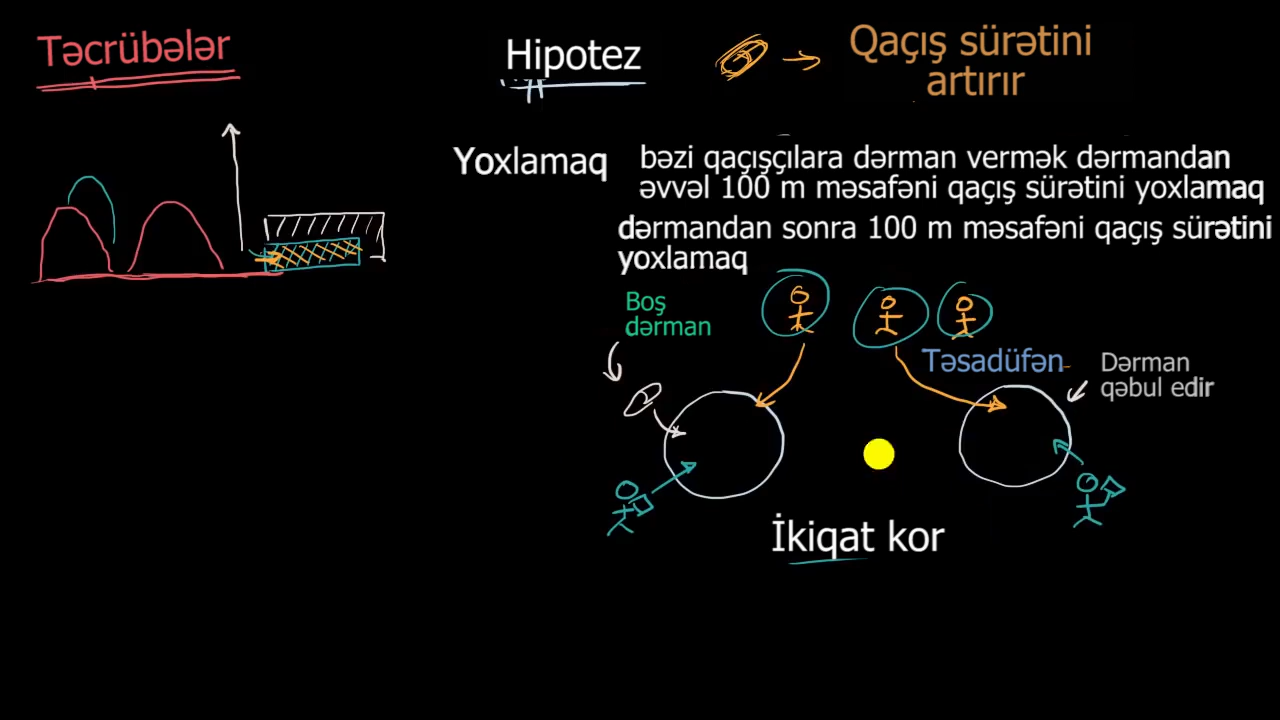 Təcrübələr
Hipotez
Qaçış sürətini
artırır
Yoxlamaq
bəzi qaçışçılara dərman vermək dərmandan
əvvəl 100 m məsafəni qaçış sürətini yoxlamaq
dərmandan sonra 100 m məsafəni qaçış sürətini
yoxlamaq
Boş
dərman
Təsadüfən
Dərman
qəbul edir
İkiqat kor